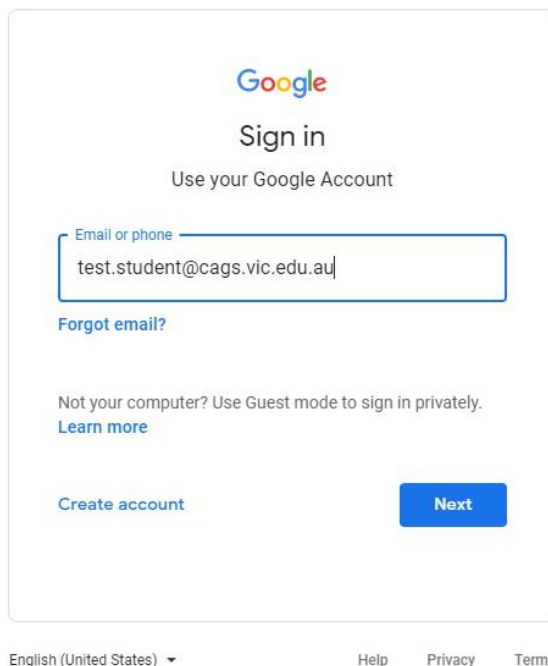 Google
Sign in
Use your Google Account
Email or phone
test.student@cags.vic.edu.au
Forgot email?
Not your computer? Use Guest mode to sign in privately.
Learn more
Create account
Next
English (United States)
Help Privacy Term